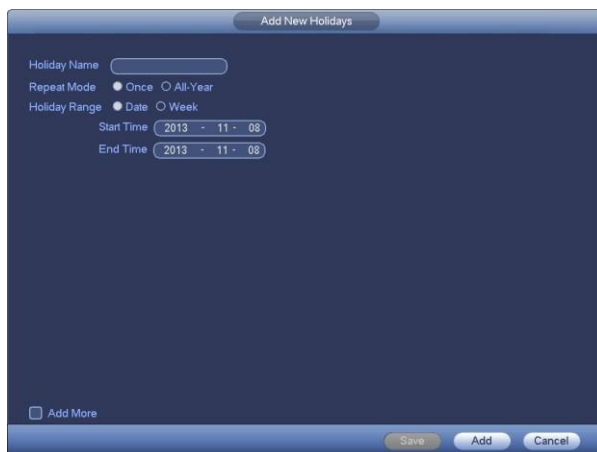 Add New Holidays
Holiday Name
Repeat Mode Once All-Year
Holiday Range Date Week
Start Time 2013 - 11 - 08
End Time 2013 - 11 - 08
Add More
Save Add Cancel